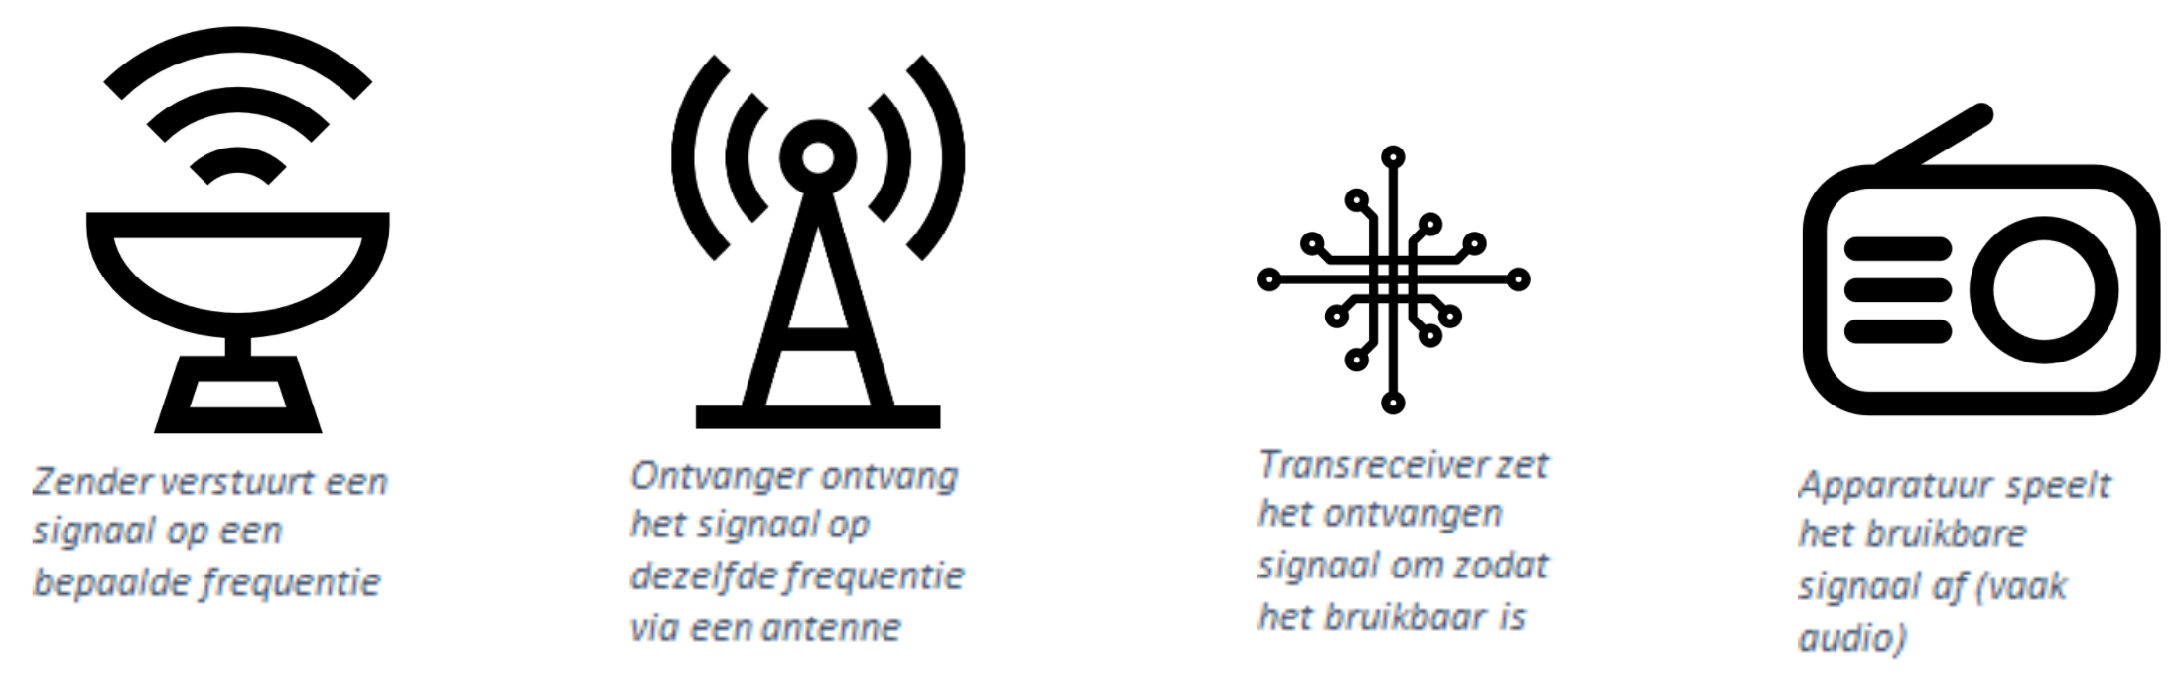 Zender verstuurt een
signaal op een
bepaalde frequentie
Ontvanger ontvang
het signaal op
dezelfde frequentie
via een antenne
Transreceiver zet
het ontvangen
signaal om zodat
het bruikbaar is
Apparatuur speelt
het bruikbare
signaal af (vaak
audio)